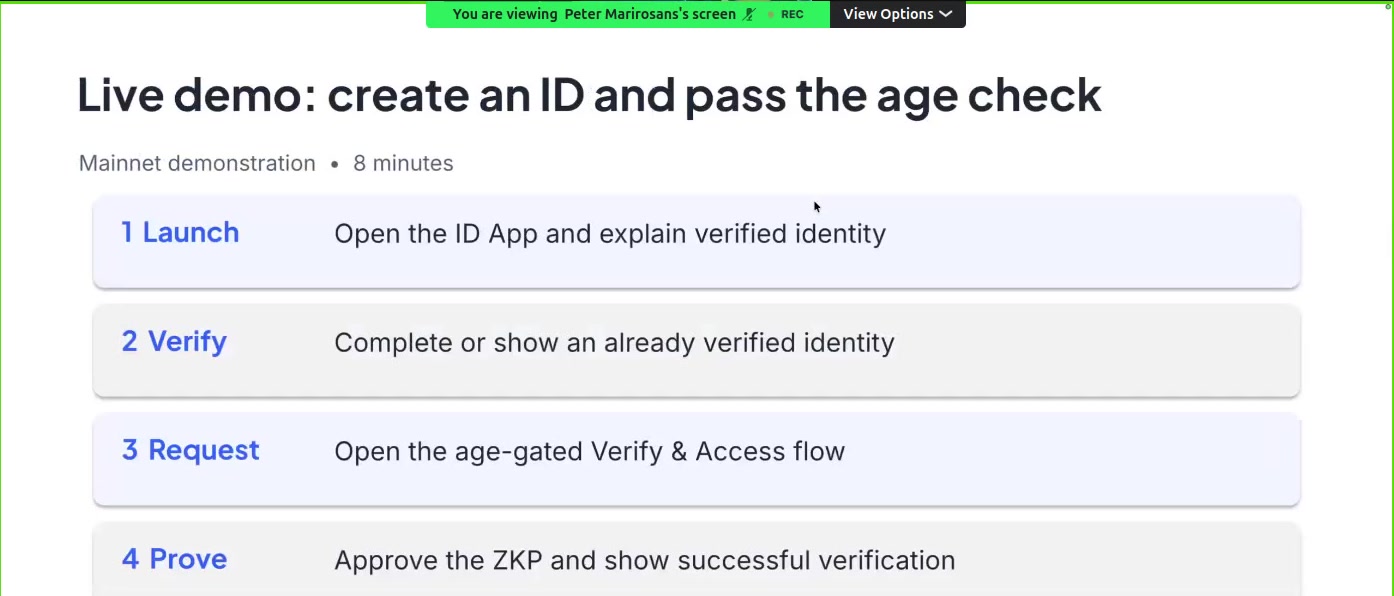 You are viewing Peter Marirosans's screen REC View Options
Live demo: create an ID and pass the age check
Mainnet demonstration • 8 minutes
1 Launch Open the ID App and explain verified identity
2 Verify Complete or show an already verified identity
3 Request Open the age-gated Verify & Access flow
4 Prove Approve the ZKP and show successful verification